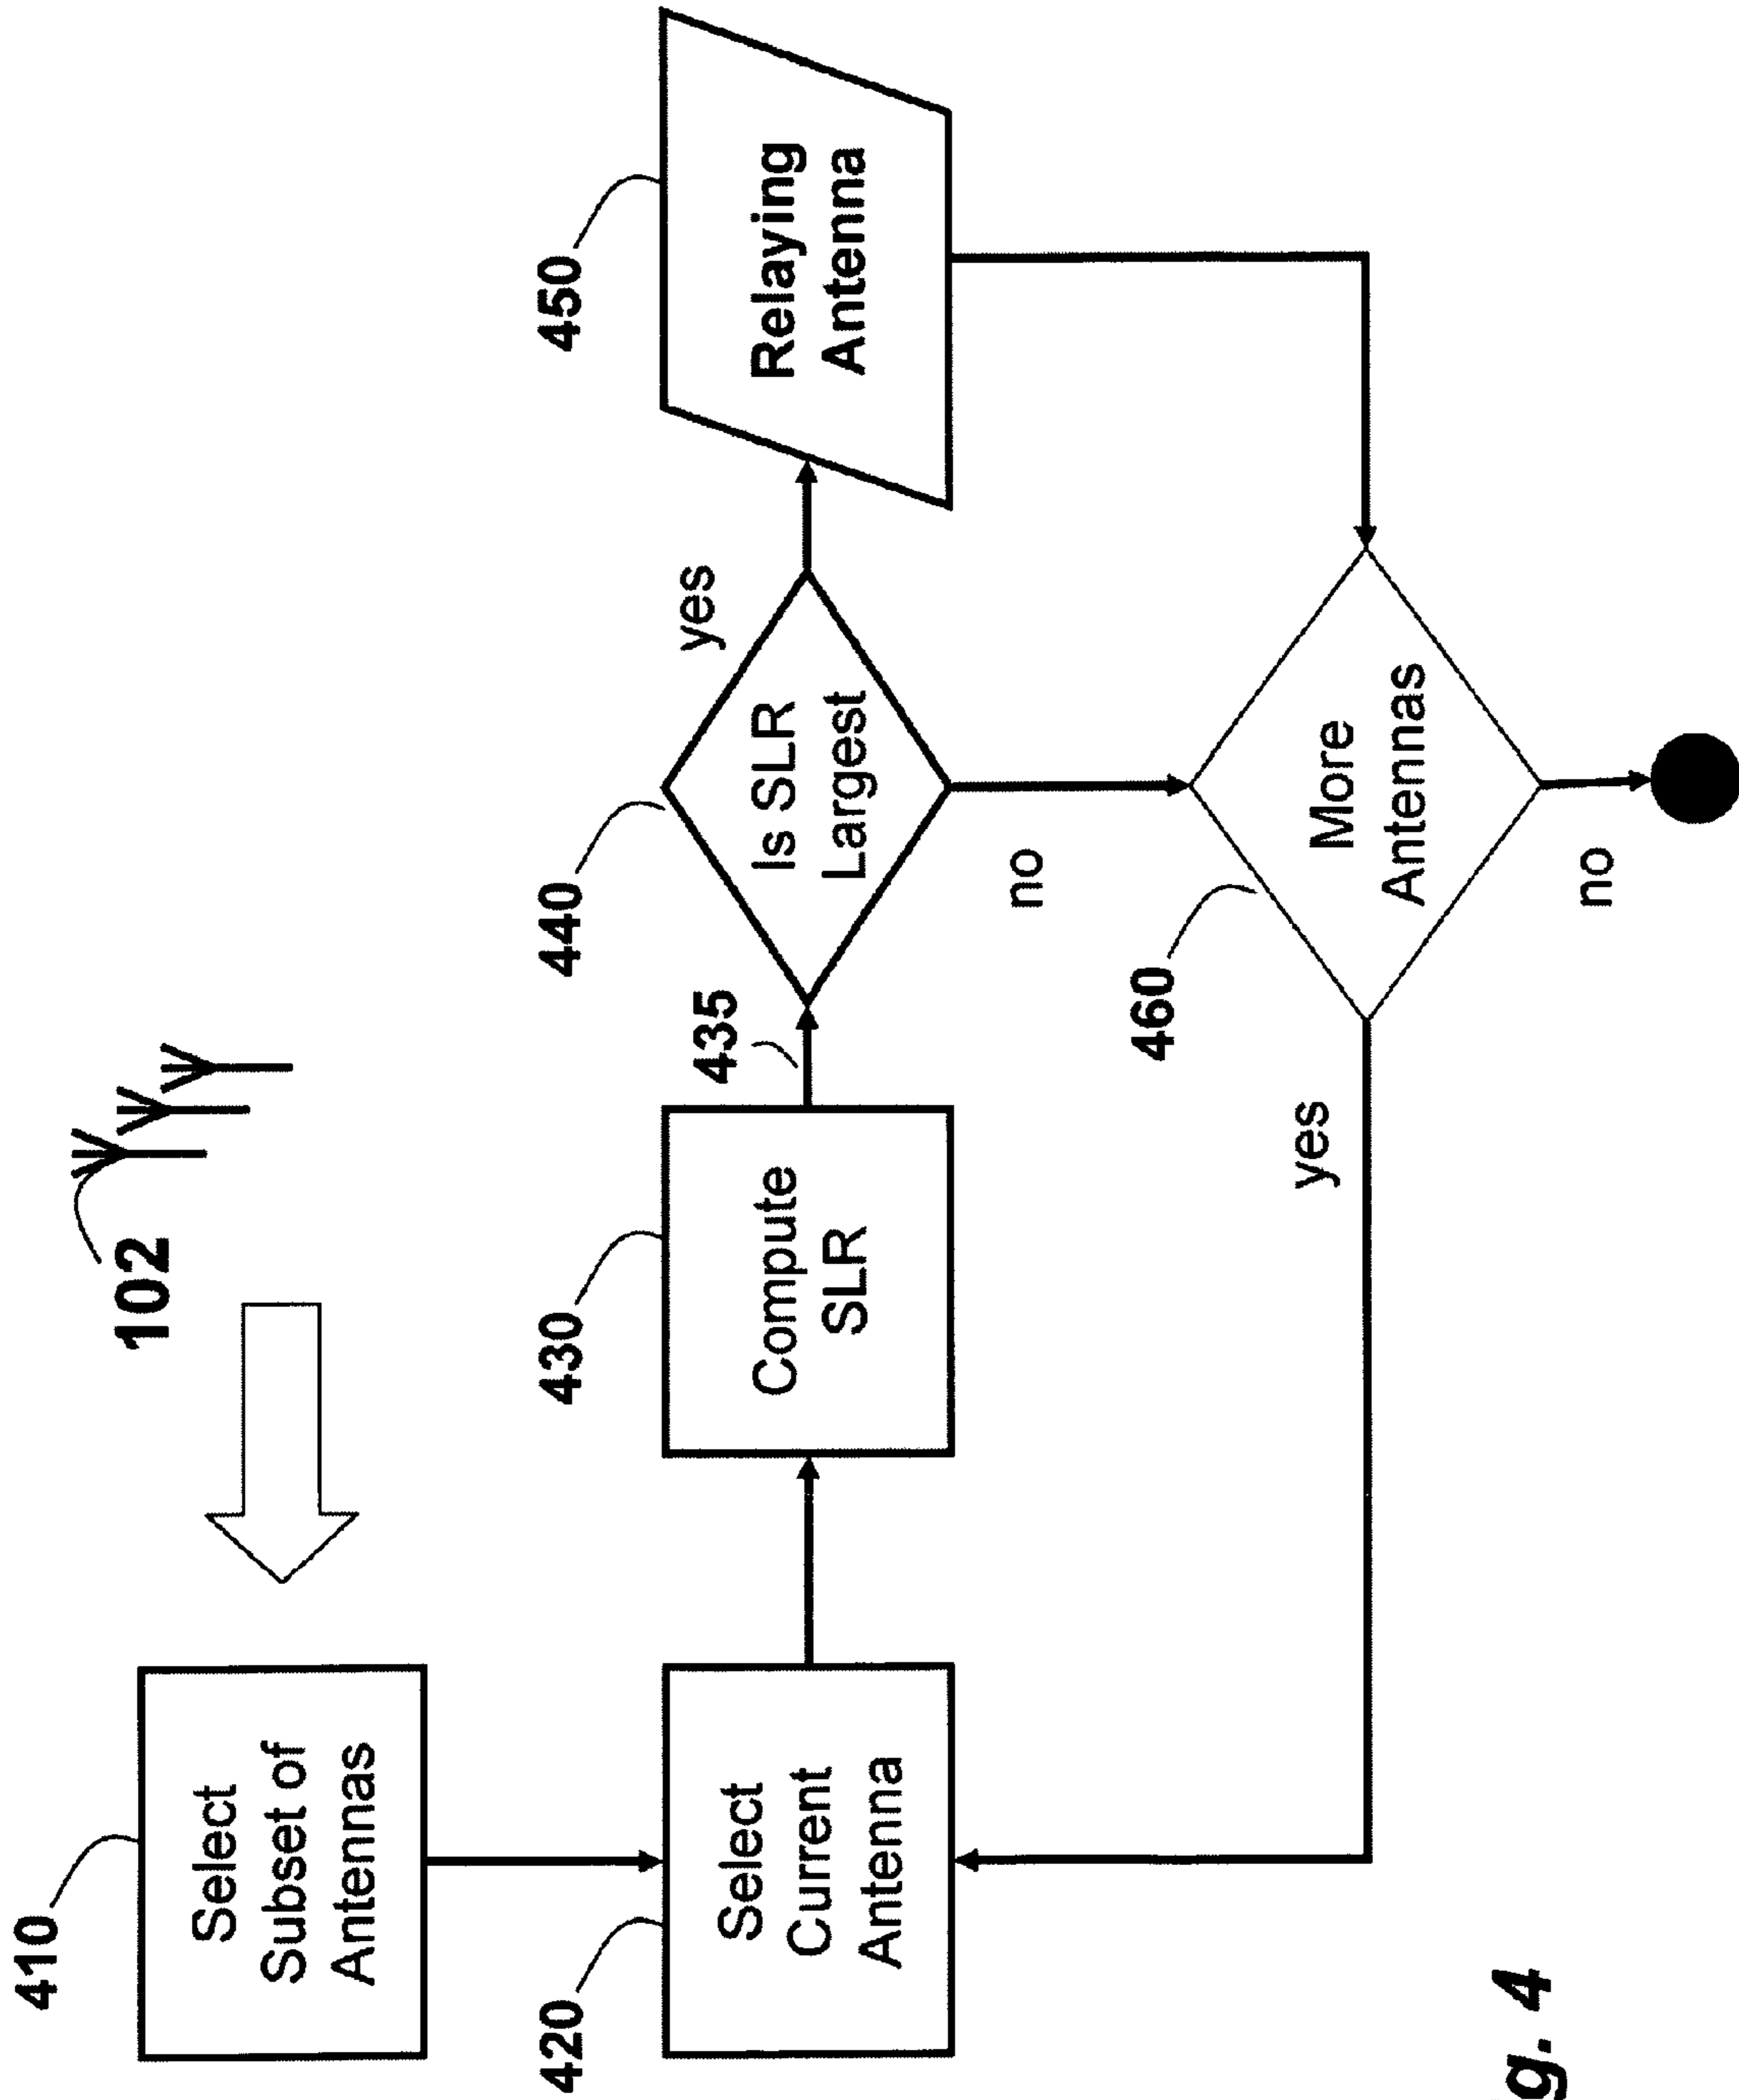 410
Select
Subset of
Antennas
102
420
Select
Current
Antenna
430
Compute
SLR
435
440
Is SLR
Largest
yes
450
Relaying
Antenna
no
460
More
Antennas
yes
no
g. 4